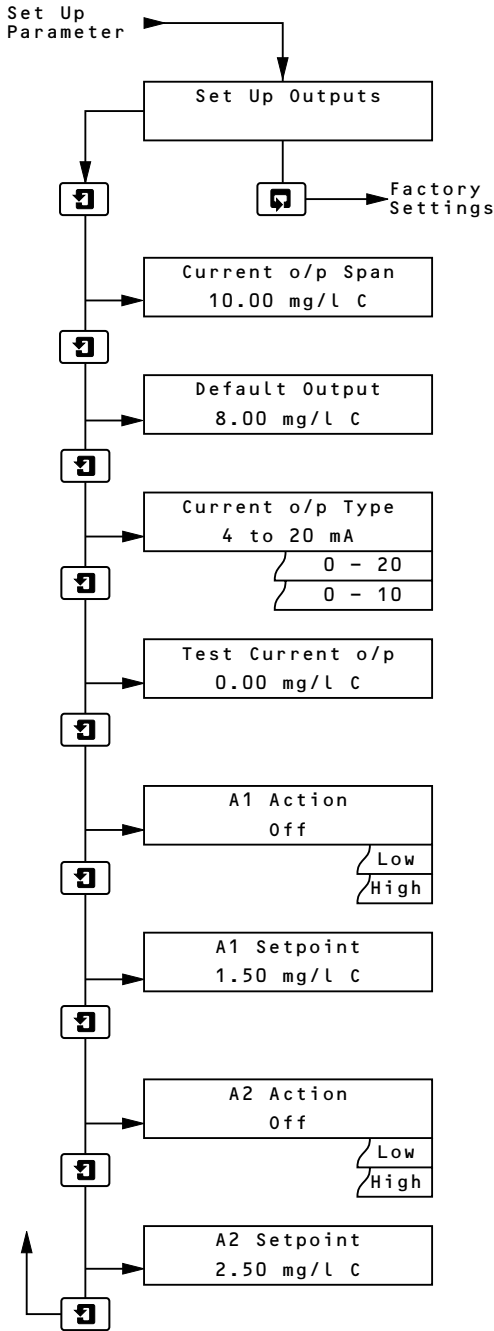 Set Up
Parameter
Set Up Outputs
Factory
Settings
Current o/p Span
10.00 mg/l C
Default Output
8.00 mg/l C
Current o/p Type
4 to 20 mA
0 – 20
0 – 10
Test Current o/p
0.00 mg/l C
A1 Action
Off
Low
High
A1 Setpoint
1.50 mg/l C
A2 Action
Off
Low
High
A2 Setpoint
2.50 mg/l C